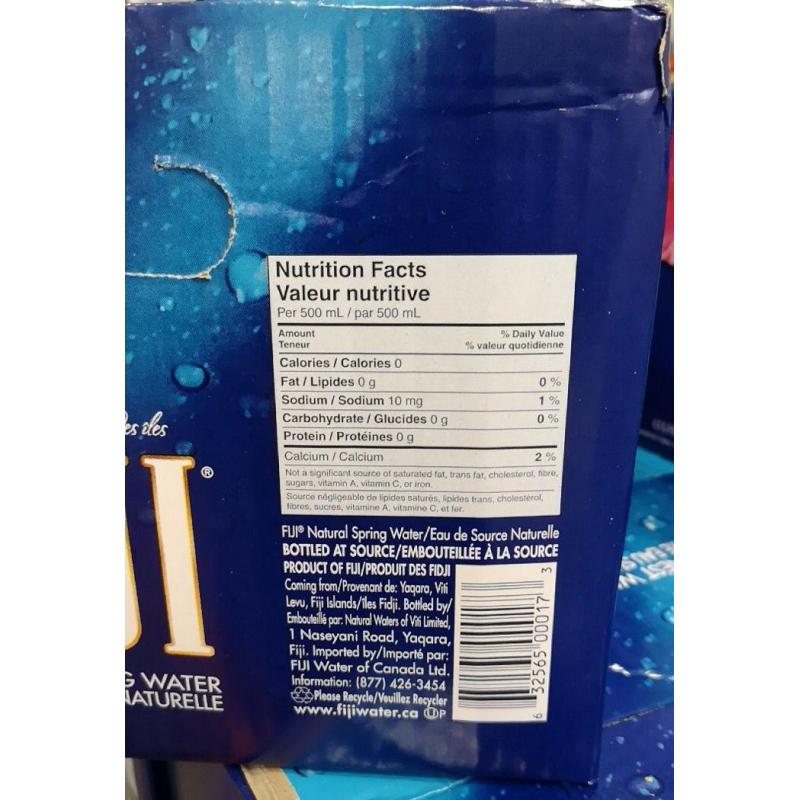 Nutrition Facts
Valeur nutritive
Per 500 mL / par 500 mL
Amount % Daily Value
Teneur % valeur quotidienne
Calories / Calories 0
Fat / Lipides 0 g 0 %
Sodium / Sodium 10 mg 1 %
Carbohydrate / Glucides 0 g 0 %
Protein / Protéines 0 g
Calcium / Calcium 2 %
Not a significant source of saturated fat, trans fat, cholesterol, fibre,
sugars, vitamin A, vitamin C, or iron.
Source négligeable de lipides saturés, lipides trans, cholestérol,
fibres, sucres, vitamine A, vitamine C, et fer.
îles
JI®
G WATER
NATURELLE
FIJI® Natural Spring Water/Eau de Source Naturelle
BOTTLED AT SOURCE/EMBOUTEILLÉE À LA SOURCE
PRODUCT OF FIJI/PRODUIT DES FIDJI
Coming from/Provenant de: Yaqara, Viti
Levu, Fiji Islands/îles Fidji. Bottled by/
Embouteillé par: Natural Waters of Viti Limited,
1 Naseyani Road, Yaqara,
Fiji. Imported by/Importé par:
FIJI Water of Canada Ltd.
Information: (877) 426-3454
Please Recycle/Veuillez Recycler
www.fijiwater.ca UP
6 32565 00017 3